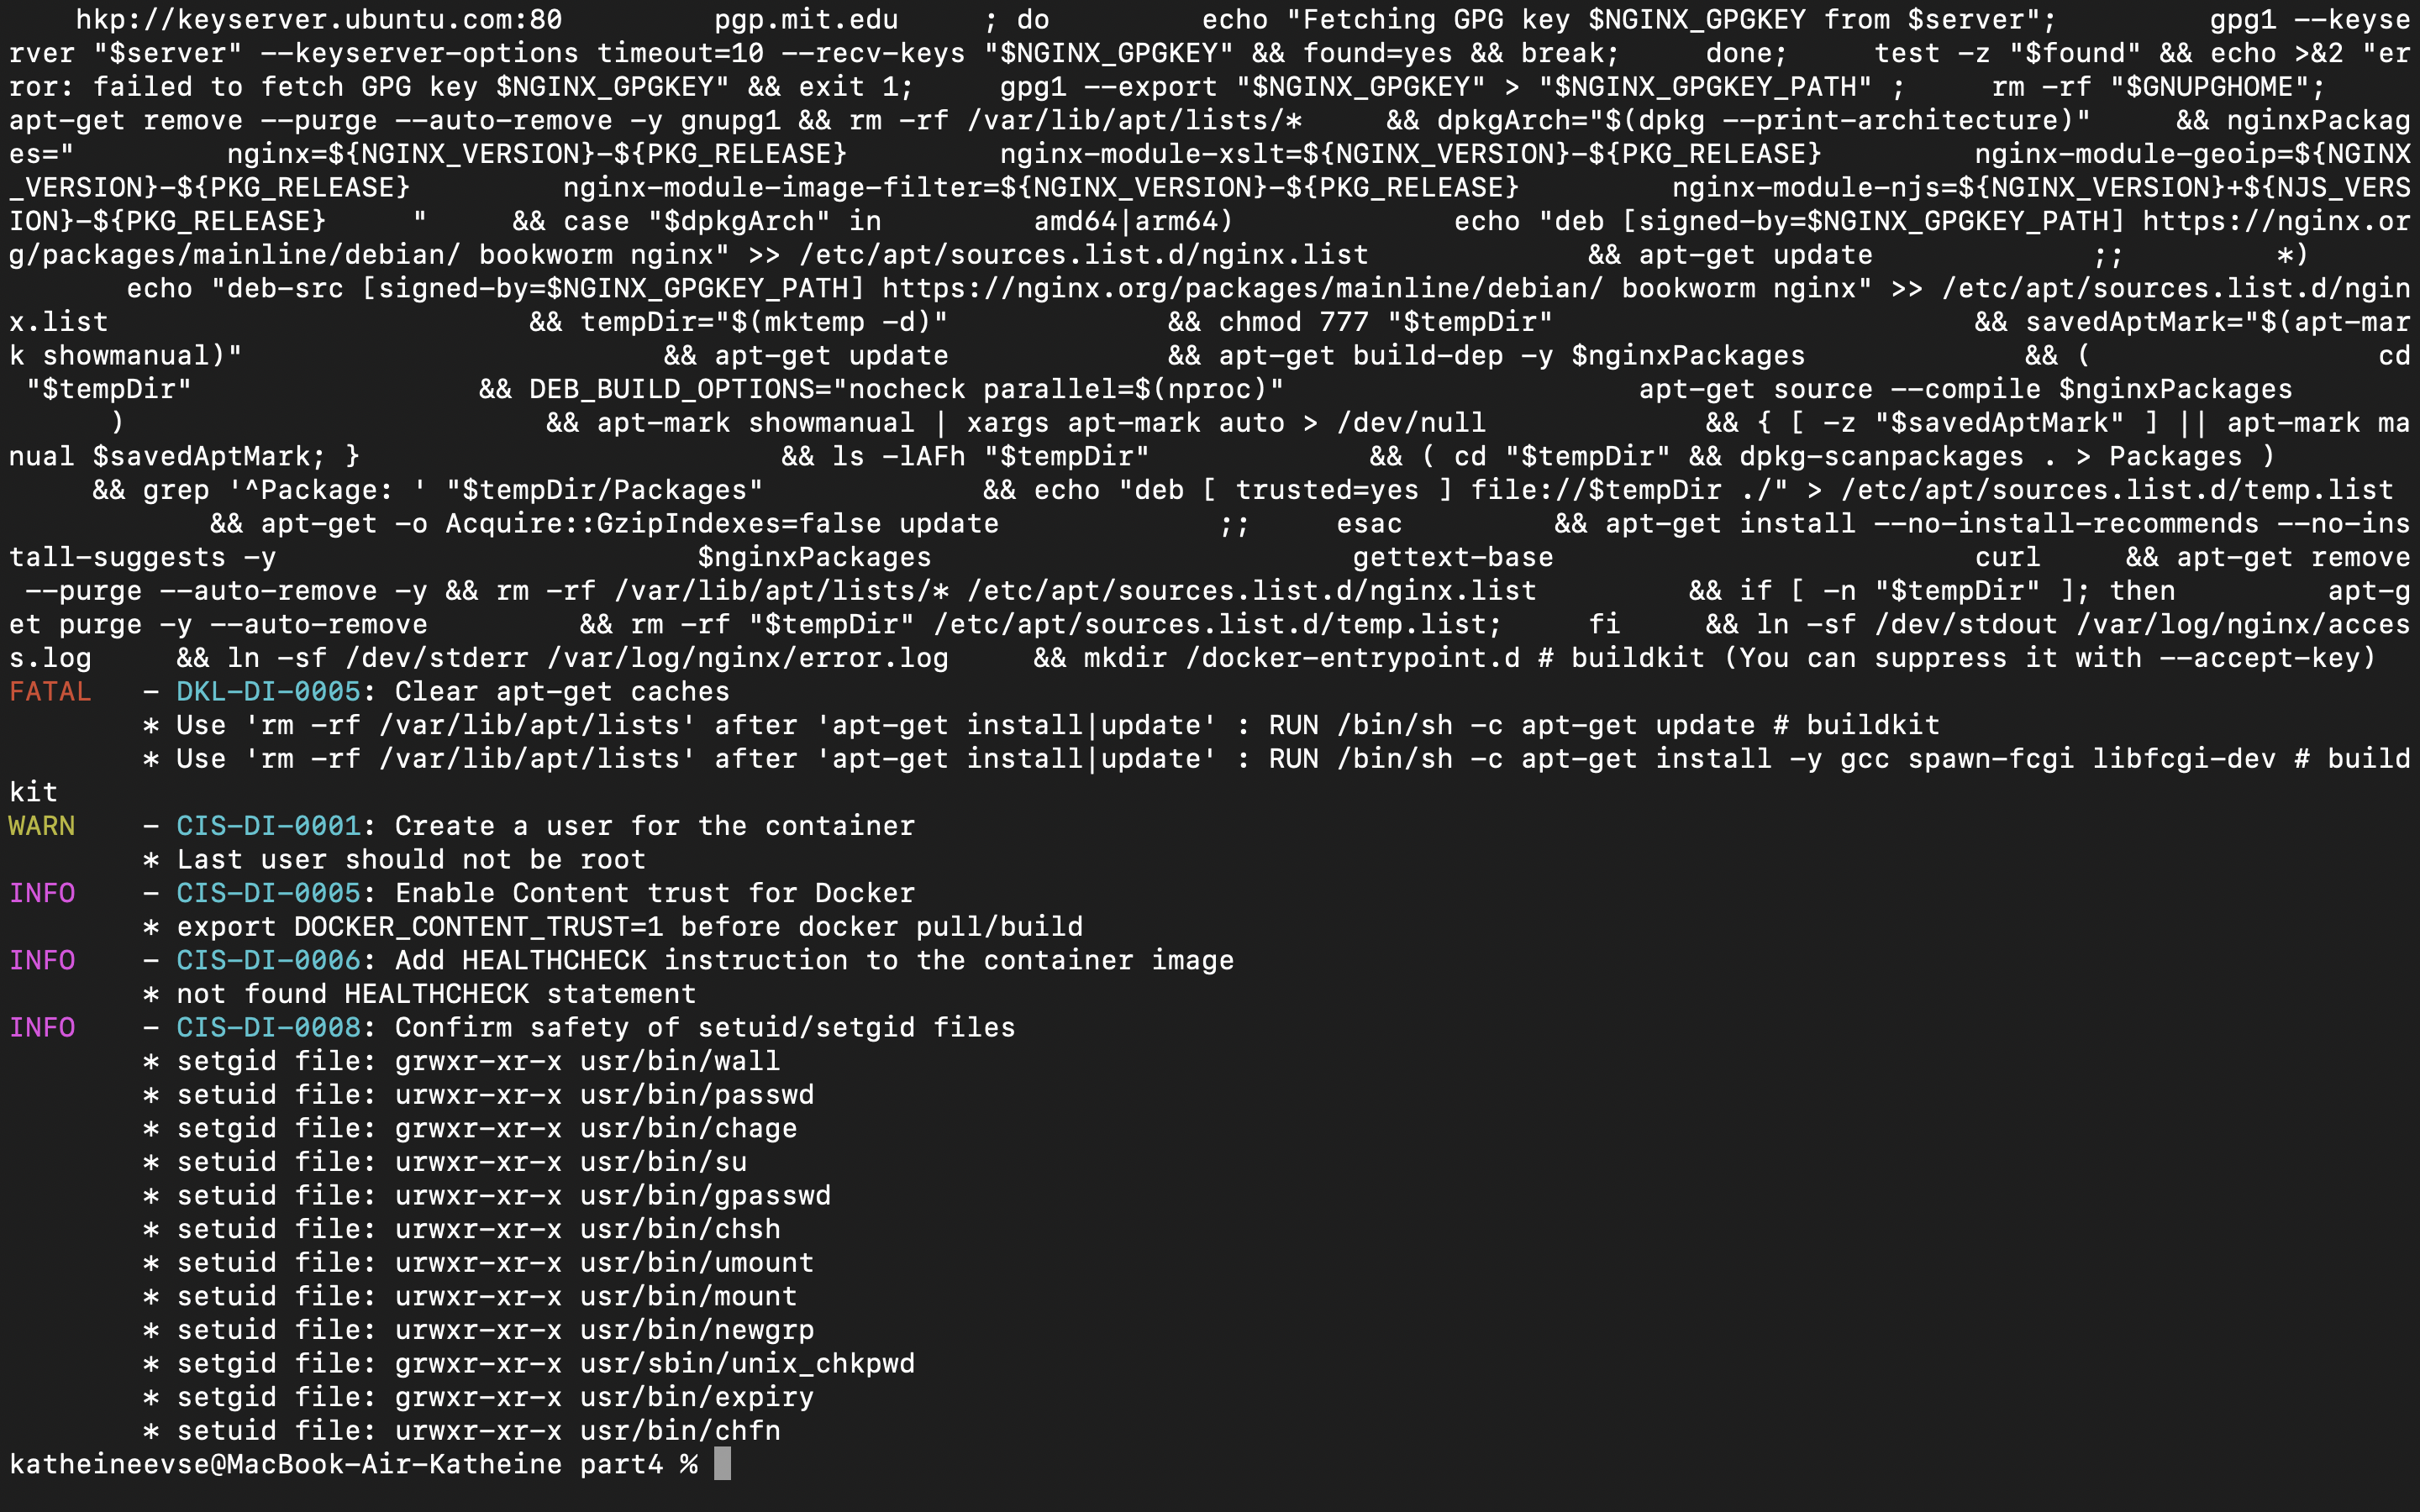 hkp://keyserver.ubuntu.com:80         pgp.mit.edu     ; do         echo "Fetching GPG key $NGINX_GPGKEY from $server";         gpg1 --keyse
rver "$server" --keyserver-options timeout=10 --recv-keys "$NGINX_GPGKEY" && found=yes && break;     done;     test -z "$found" && echo >&2 "er
ror: failed to fetch GPG key $NGINX_GPGKEY" && exit 1;     gpg1 --export "$NGINX_GPGKEY" > "$NGINX_GPGKEY_PATH" ;     rm -rf "$GNUPGHOME";
apt-get remove --purge --auto-remove -y gnupg1 && rm -rf /var/lib/apt/lists/*     && dpkgArch="$(dpkg --print-architecture)"     && nginxPackag
es="         nginx=${NGINX_VERSION}-${PKG_RELEASE}         nginx-module-xslt=${NGINX_VERSION}-${PKG_RELEASE}         nginx-module-geoip=${NGINX
_VERSION}-${PKG_RELEASE}         nginx-module-image-filter=${NGINX_VERSION}-${PKG_RELEASE}         nginx-module-njs=${NGINX_VERSION}+${NJS_VERS
ION}-${PKG_RELEASE}     "     && case "$dpkgArch" in         amd64|arm64)             echo "deb [signed-by=$NGINX_GPGKEY_PATH] https://nginx.or
g/packages/mainline/debian/ bookworm nginx" >> /etc/apt/sources.list.d/nginx.list             && apt-get update             ;;         *)
echo "deb-src [signed-by=$NGINX_GPGKEY_PATH] https://nginx.org/packages/mainline/debian/ bookworm nginx" >> /etc/apt/sources.list.d/ngin
x.list                         && tempDir="$(mktemp -d)"             && chmod 777 "$tempDir"                         && savedAptMark="$(apt-mar
k showmanual)"                         && apt-get update             && apt-get build-dep -y $nginxPackages             && (                 cd
"$tempDir"                 && DEB_BUILD_OPTIONS="nocheck parallel=$(nproc)"                     apt-get source --compile $nginxPackages
)                         && apt-mark showmanual | xargs apt-mark auto > /dev/null             && { [ -z "$savedAptMark" ] || apt-mark ma
nual $savedAptMark; }                         && ls -lAFh "$tempDir"             && ( cd "$tempDir" && dpkg-scanpackages . > Packages )
&& grep '^Package: ' "$tempDir/Packages"             && echo "deb [ trusted=yes ] file://$tempDir ./" > /etc/apt/sources.list.d/temp.list
&& apt-get -o Acquire::GzipIndexes=false update             ;;     esac         && apt-get install --no-install-recommends --no-ins
tall-suggests -y                         $nginxPackages                         gettext-base                         curl     && apt-get remove
--purge --auto-remove -y && rm -rf /var/lib/apt/lists/* /etc/apt/sources.list.d/nginx.list         && if [ -n "$tempDir" ]; then         apt-g
et purge -y --auto-remove         && rm -rf "$tempDir" /etc/apt/sources.list.d/temp.list;     fi     && ln -sf /dev/stdout /var/log/nginx/acces
s.log     && ln -sf /dev/stderr /var/log/nginx/error.log     && mkdir /docker-entrypoint.d # buildkit (You can suppress it with --accept-key)
FATAL   - DKL-DI-0005: Clear apt-get caches
* Use 'rm -rf /var/lib/apt/lists' after 'apt-get install|update' : RUN /bin/sh -c apt-get update # buildkit
* Use 'rm -rf /var/lib/apt/lists' after 'apt-get install|update' : RUN /bin/sh -c apt-get install -y gcc spawn-fcgi libfcgi-dev # build
kit
WARN    - CIS-DI-0001: Create a user for the container
* Last user should not be root
INFO    - CIS-DI-0005: Enable Content trust for Docker
* export DOCKER_CONTENT_TRUST=1 before docker pull/build
INFO    - CIS-DI-0006: Add HEALTHCHECK instruction to the container image
* not found HEALTHCHECK statement
INFO    - CIS-DI-0008: Confirm safety of setuid/setgid files
* setgid file: grwxr-xr-x usr/bin/wall
* setuid file: urwxr-xr-x usr/bin/passwd
* setgid file: grwxr-xr-x usr/bin/chage
* setuid file: urwxr-xr-x usr/bin/su
* setuid file: urwxr-xr-x usr/bin/gpasswd
* setuid file: urwxr-xr-x usr/bin/chsh
* setuid file: urwxr-xr-x usr/bin/umount
* setuid file: urwxr-xr-x usr/bin/mount
* setuid file: urwxr-xr-x usr/bin/newgrp
* setgid file: grwxr-xr-x usr/sbin/unix_chkpwd
* setgid file: grwxr-xr-x usr/bin/expiry
* setuid file: urwxr-xr-x usr/bin/chfn
katheineevse@MacBook-Air-Katheine part4 %